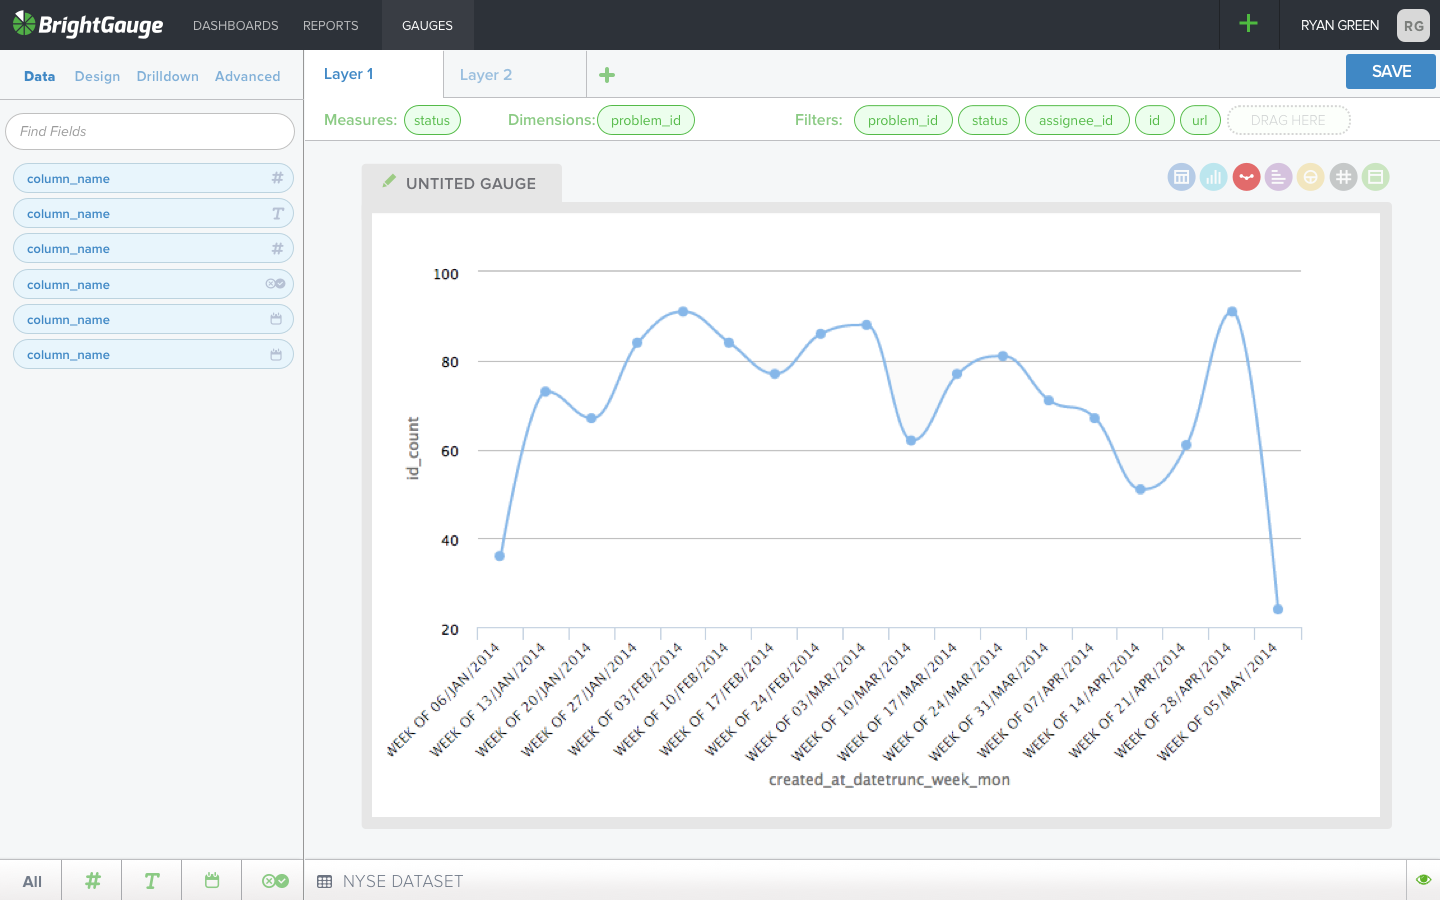 BrightGauge DASHBOARDS REPORTS GAUGES RYAN GREEN RG
Data Design Drilldown Advanced
Layer 1 Layer 2 SAVE
Find Fields
Measures: status Dimensions: problem_id Filters: problem_id status assignee_id id url DRAG HERE
column_name
column_name
column_name
column_name
column_name
column_name
UNTITED GAUGE
100
80
60
40
20
id_count
WEEK OF 06/JAN/2014
WEEK OF 13/JAN/2014
WEEK OF 20/JAN/2014
WEEK OF 27/JAN/2014
WEEK OF 03/FEB/2014
WEEK OF 10/FEB/2014
WEEK OF 17/FEB/2014
WEEK OF 24/FEB/2014
WEEK OF 03/MAR/2014
WEEK OF 10/MAR/2014
WEEK OF 17/MAR/2014
WEEK OF 24/MAR/2014
WEEK OF 31/MAR/2014
WEEK OF 07/APR/2014
WEEK OF 14/APR/2014
WEEK OF 21/APR/2014
WEEK OF 28/APR/2014
WEEK OF 05/MAY/2014
created_at_datetrunc_week_mon
All # T NYSE DATASET